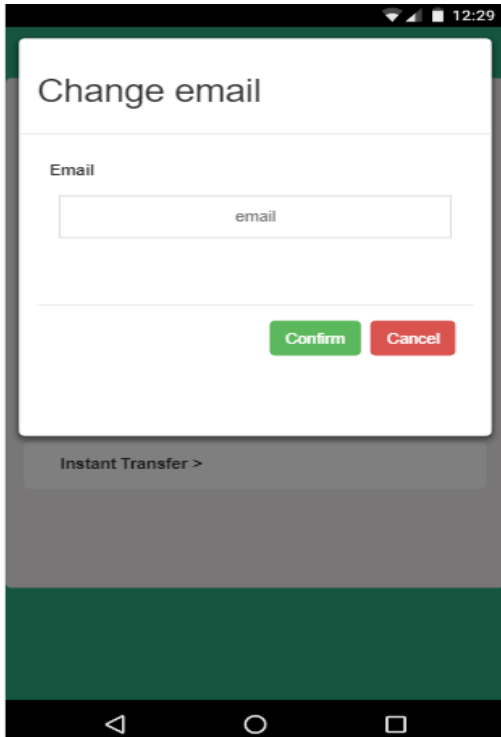 12:29
Change email
Email
email
Confirm Cancel
Instant Transfer >